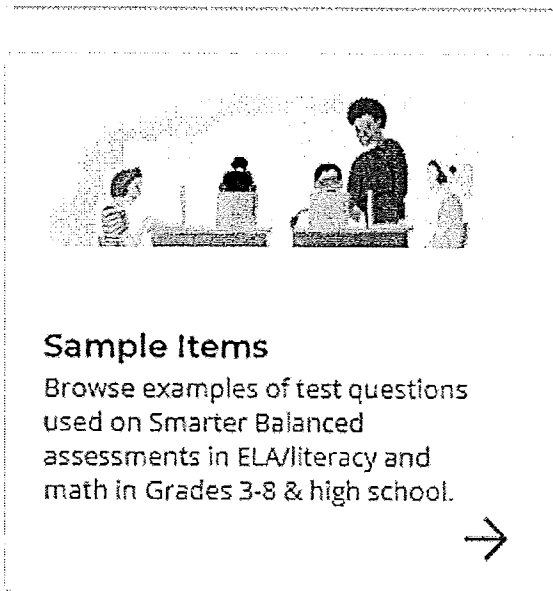 Sample Items
Browse examples of test questions
used on Smarter Balanced
assessments in ELA/literacy and
math in Grades 3-8 & high school.